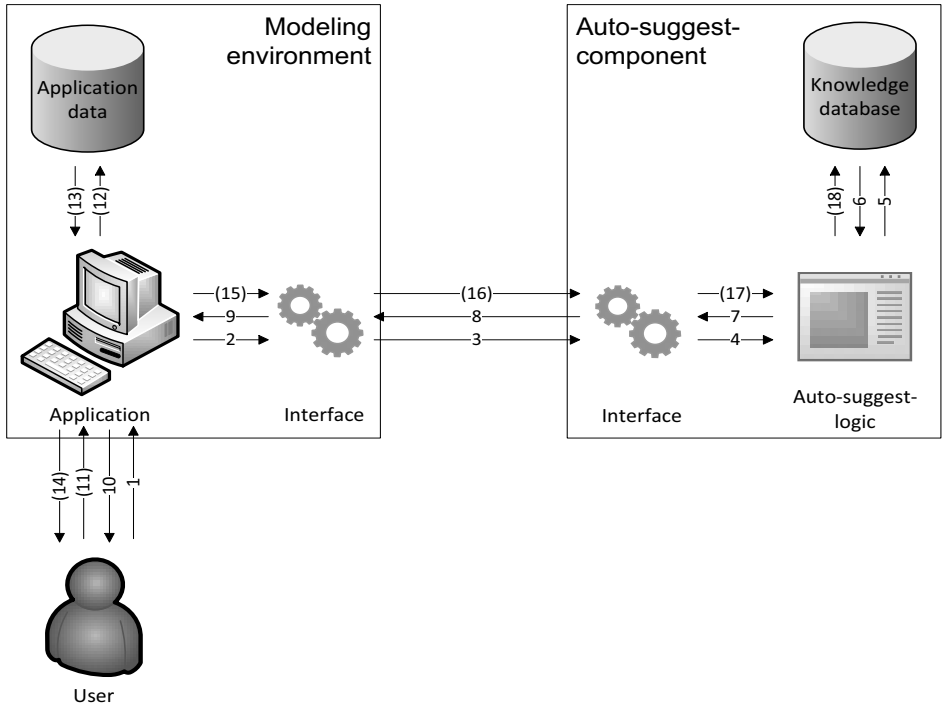 Modeling
environment
Auto-suggest-
component
Application
data
Knowledge
database
(13)
(12)
(18)
6
5
(15)
9
2
(16)
8
3
(17)
7
4
Application
Interface
Interface
Auto-suggest-
logic
(14)
(11)
10
1
User